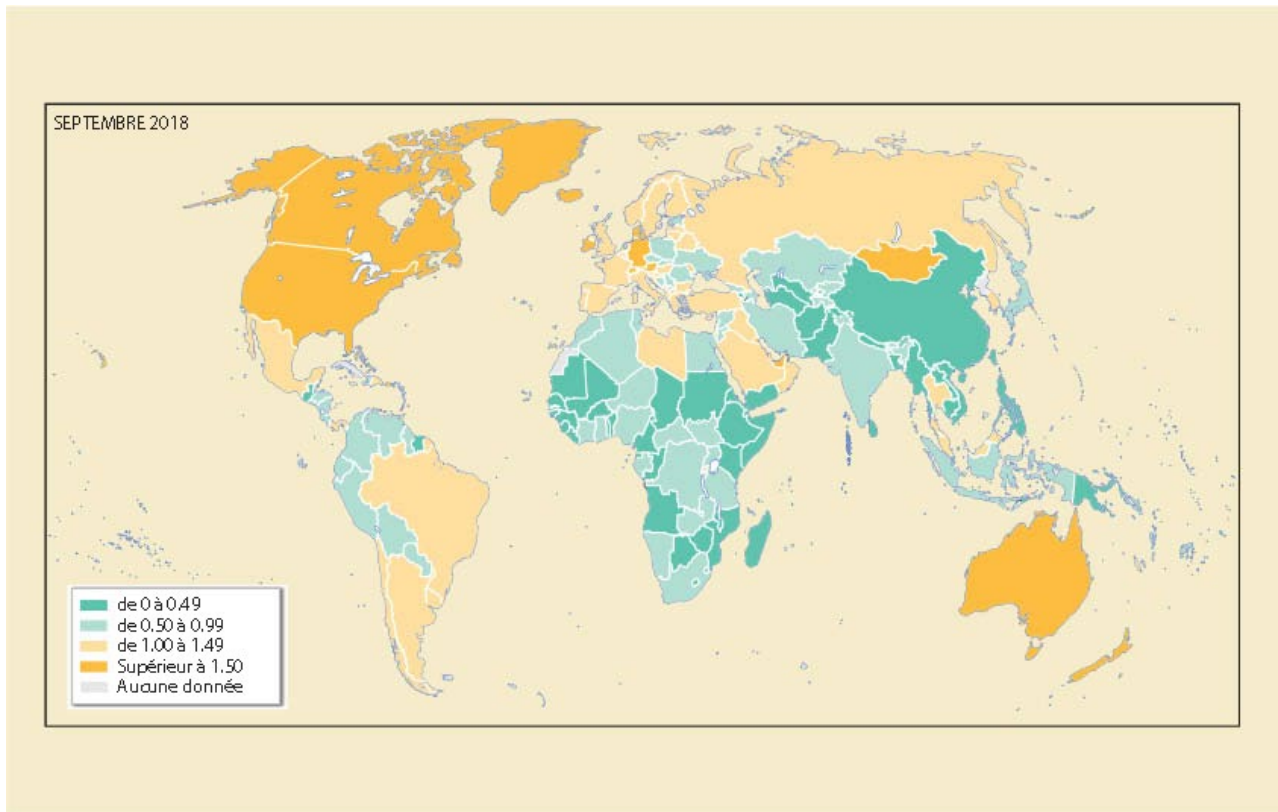 SEPTEMBRE 2018
de 0 à 0.49
de 0.50 à 0.99
de 1.00 à 1.49
Supérieur à 1.50
Aucune donnée